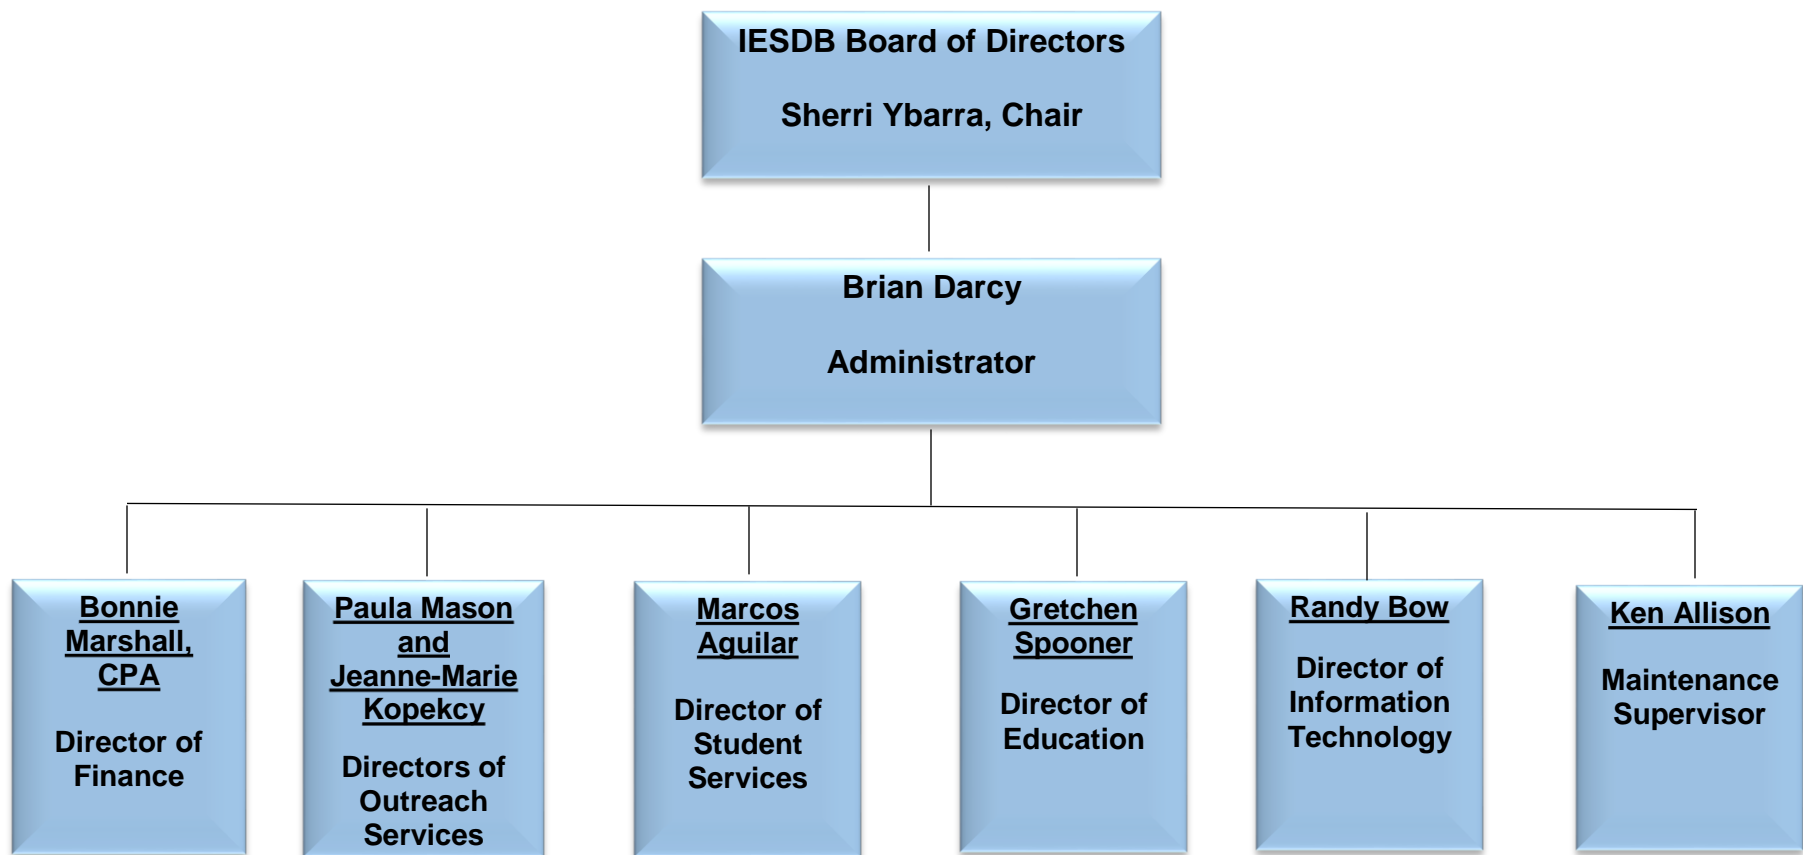 IESDB Board of Directors
Sherri Ybarra, Chair
Brian Darcy
Administrator
Bonnie
Marshall,
CPA
Director of
Finance
Paula Mason
and
Jeanne-Marie
Kopekcy
Directors of
Outreach
Services
Marcos
Aguilar
Director of
Student
Services
Gretchen
Spooner
Director of
Education
Randy Bow
Director of
Information
Technology
Ken Allison
Maintenance
Supervisor